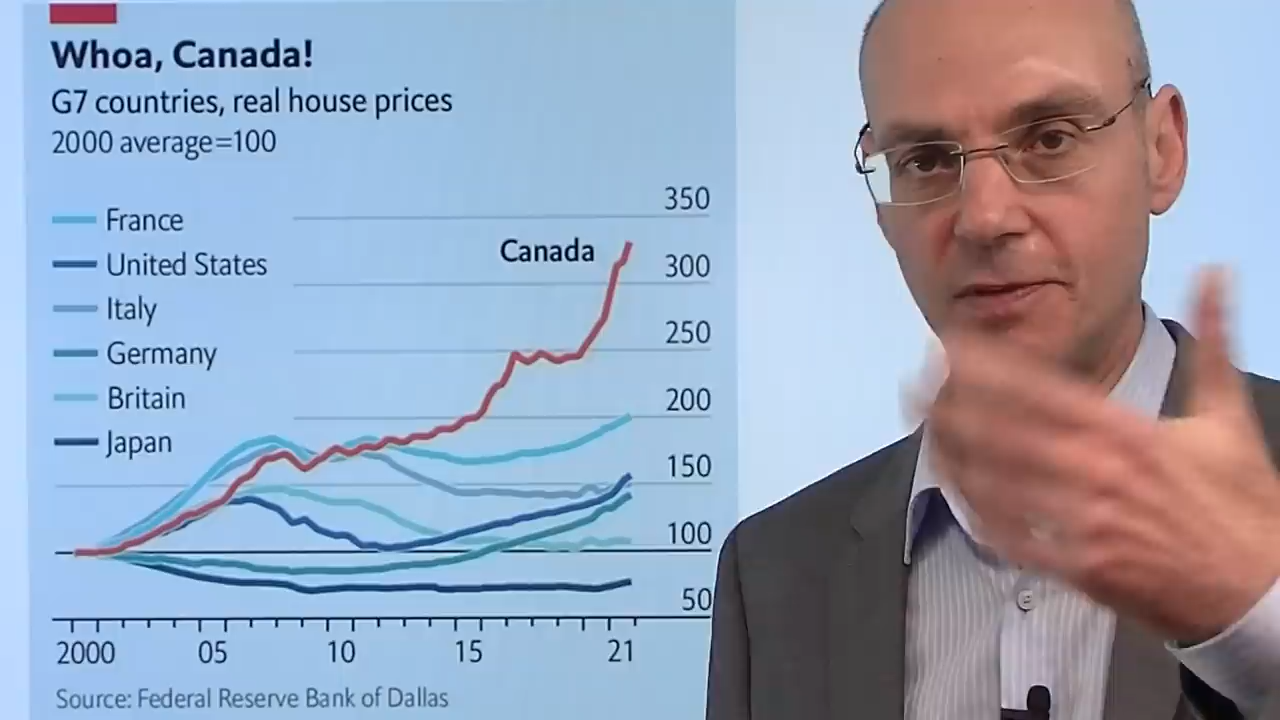 Whoa, Canada!
G7 countries, real house prices
2000 average=100
France
United States
Italy
Germany
Britain
Japan
Canada
350
300
250
200
150
100
50
2000 05 10 15 21
Source: Federal Reserve Bank of Dallas